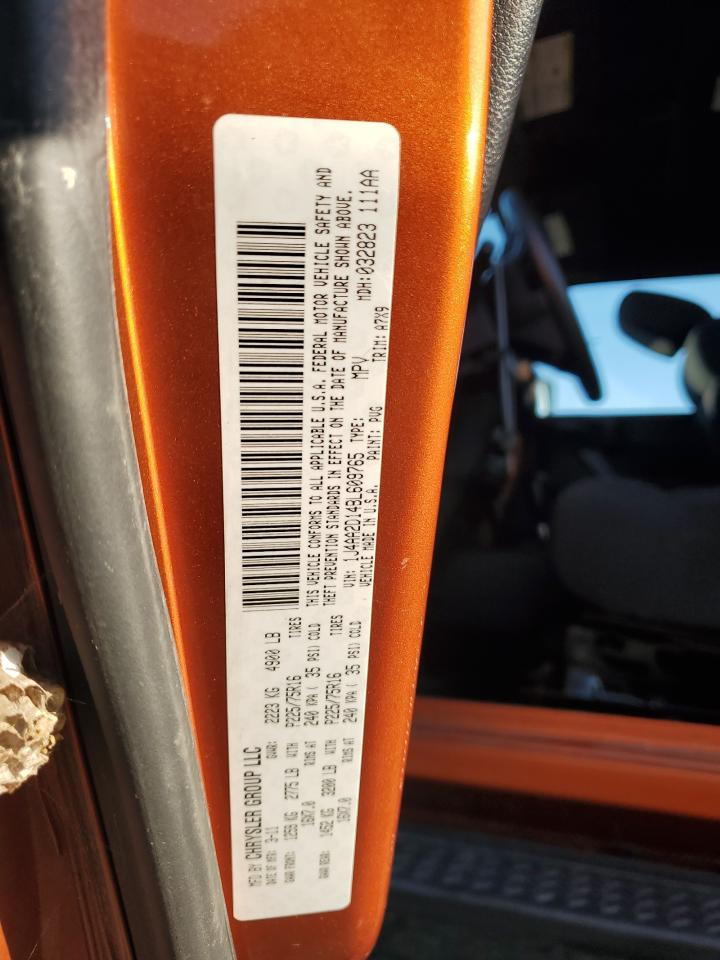 MFD BY CHRYSLER GROUP LLC
DATE OF MFR: 3-11 GVWR: 2223 KG 4900 LB
GAWR FRONT: 1259 KG 2775 LB WITH P225/75R16 TIRES
16X7.0 RIMS AT 240 KPA ( 35 PSI) COLD
GAWR REAR: 1452 KG 3200 LB WITH P225/75R16 TIRES
16X7.0 RIMS AT 240 KPA ( 35 PSI) COLD
THIS VEHICLE CONFORMS TO ALL APPLICABLE U.S.A. FEDERAL MOTOR VEHICLE SAFETY AND
THEFT PREVENTION STANDARDS IN EFFECT ON THE DATE OF MANUFACTURE SHOWN ABOVE.
VIN: 1J4AA2D14BL609765 TYPE: MPV MDH:032823 111AA
VEHICLE MADE IN U.S.A. PAINT: PVG TRIM: A7X9